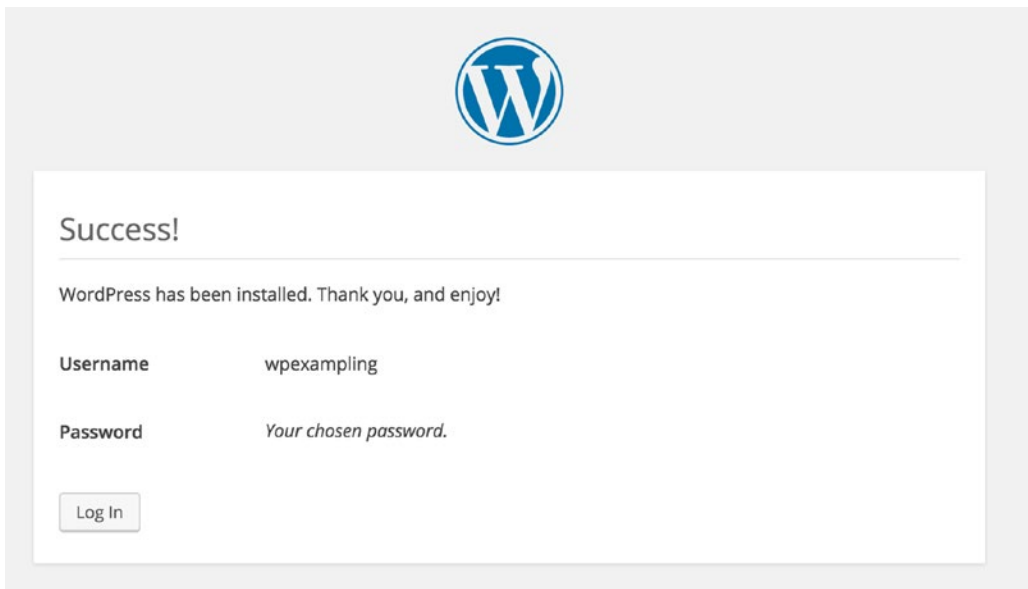 Success!
WordPress has been installed. Thank you, and enjoy!
Username wpexampling
Password Your chosen password.
Log In